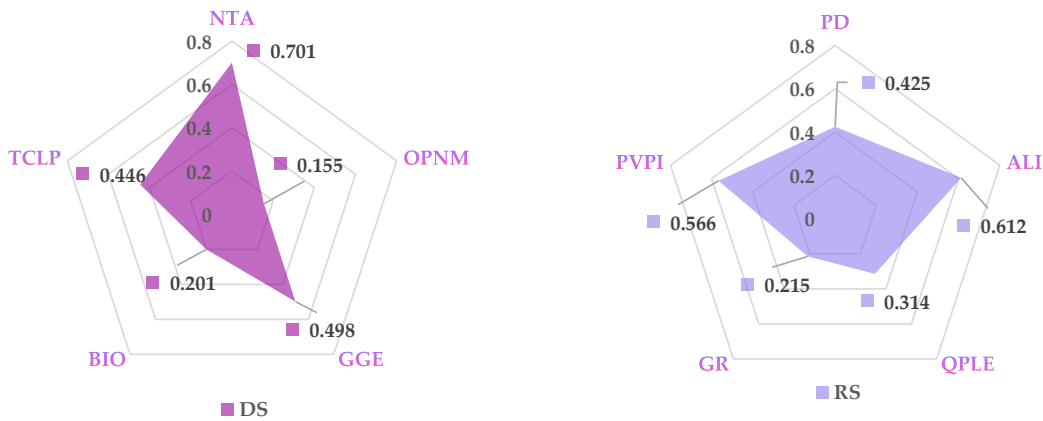 NTA
0.8
0.701
0.6
0.4
0.155
TCLP
OPNM
0.446
0.2
0
0.201
0.498
BIO
GGE
DS
PD
0.8
0.425
0.6
0.4
PVPI
ALI
0.2
0.566
0
0.612
0.215
0.314
GR
QPLE
RS